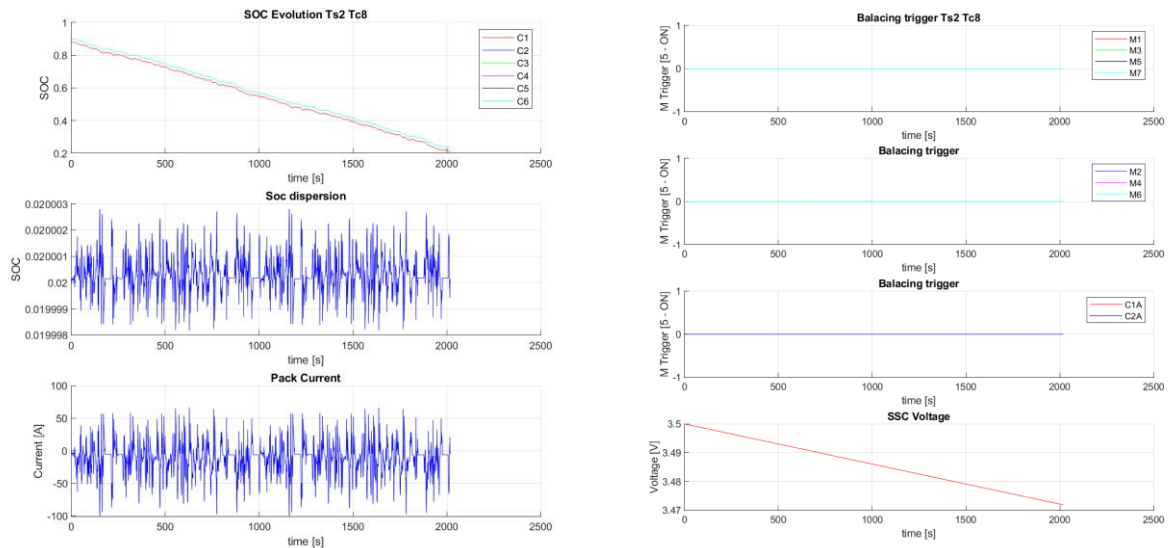 SOC Evolution Ts2 Tc8
1
0.8
0.6
0.4
0.2
SOC
C1
C2
C3
C4
C5
C6
0 500 1000 1500 2000 2500
time [s]
Soc dispersion
0.020003
0.020002
0.020001
0.02
0.019999
0.019998
SOC
0 500 1000 1500 2000 2500
time [s]
Pack Current
100
50
0
-50
-100
Current [A]
0 500 1000 1500 2000 2500
time [s]
Balacing trigger Ts2 Tc8
1
0
-1
M Trigger [5 - ON]
M1
M3
M5
M7
0 500 1000 1500 2000 2500
time [s]
Balacing trigger
1
0
-1
M Trigger [5 - ON]
M2
M4
M6
0 500 1000 1500 2000 2500
time [s]
Balacing trigger
1
0
-1
M Trigger [5 - ON]
C1A
C2A
0 500 1000 1500 2000 2500
time [s]
SSC Voltage
3.5
3.49
3.48
3.47
Voltage [V]
0 500 1000 1500 2000 2500
time [s]